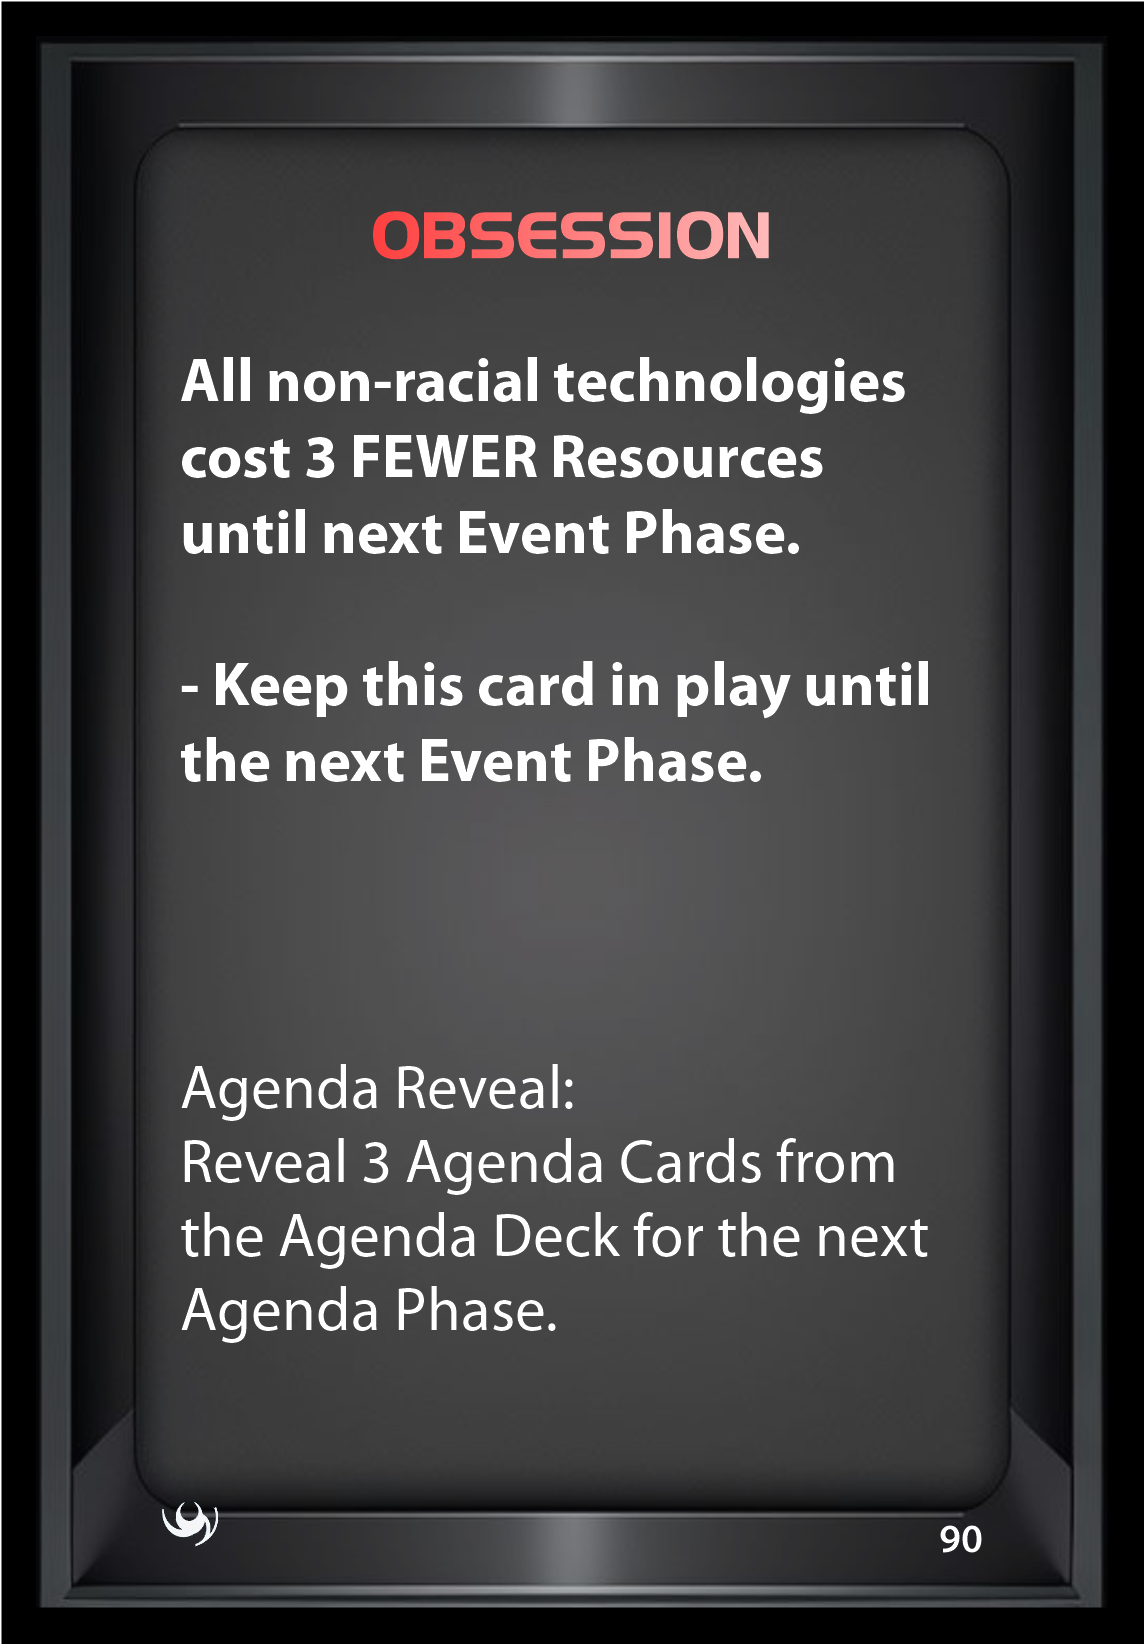 OBSESSION
All non-racial technologies
cost 3 FEWER Resources
until next Event Phase.
- Keep this card in play until
the next Event Phase.
Agenda Reveal:
Reveal 3 Agenda Cards from
the Agenda Deck for the next
Agenda Phase.
90